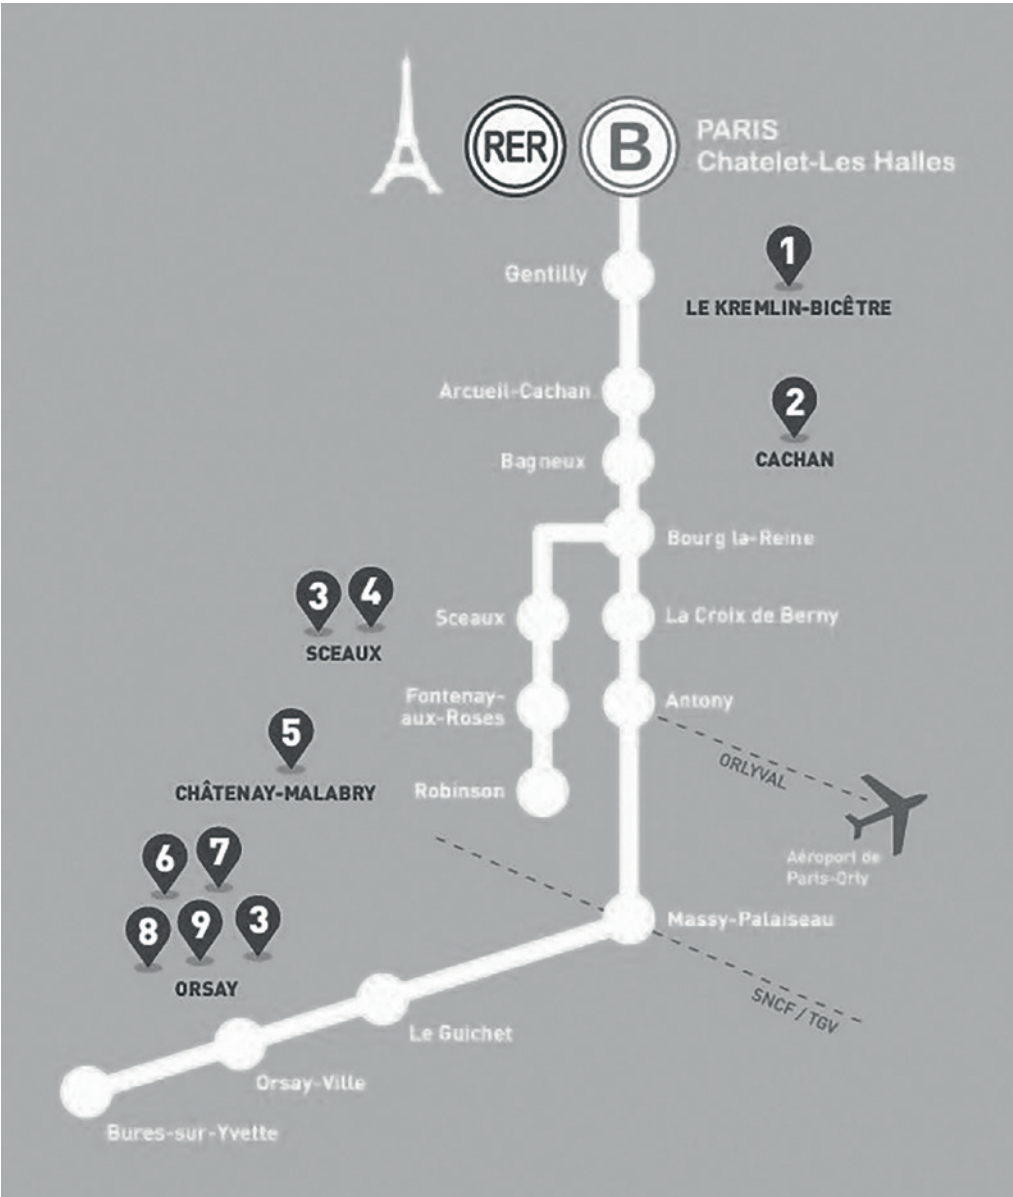 RER
B
PARIS
Chatelet-Les Halles
1
Gentilly
LE KREMLIN-BICÊTRE
Arcueil-Cachan
2
Bagneux
CACHAN
Bourg la-Reine
3
4
Sceaux
La Croix de Berny
SCEAUX
Fontenay-
aux-Roses
Antony
5
ORLYVAL
CHÂTENAY-MALABRY
Robinson
6
7
Aéroport de
Paris-Orly
8
9
3
Massy-Palaiseau
ORSAY
SNCF / TGV
Le Guichet
Orsay-Ville
Bures-sur-Yvette